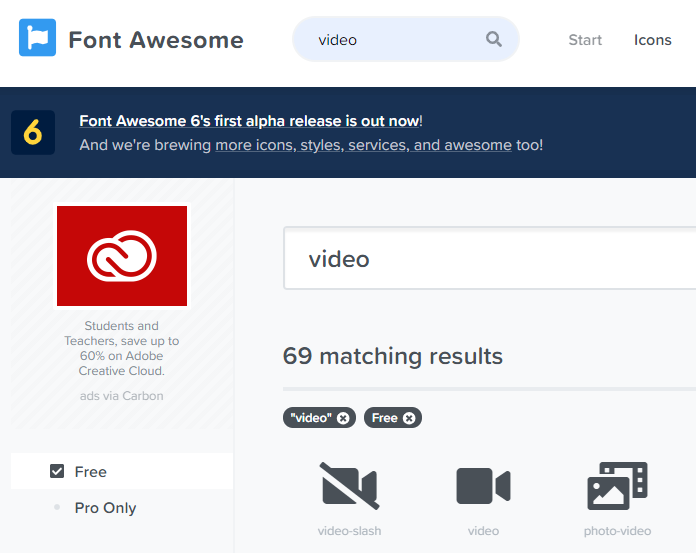 Font Awesome
video
Start
Icons
6
Font Awesome 6's first alpha release is out now!
And we're brewing more icons, styles, services, and awesome too!
Students and
Teachers, save up to
60% on Adobe
Creative Cloud.
ads via Carbon
Free
Pro Only
video
69 matching results
"video"
Free
video-slash
video
photo-video